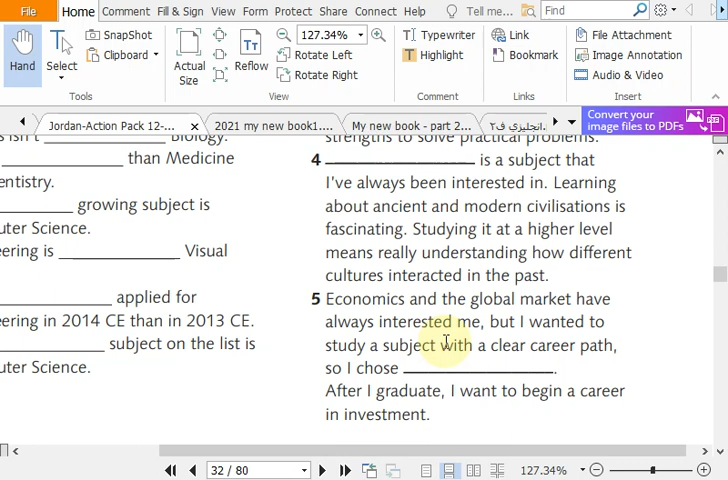 File Home Comment Fill & Sign View Form Protect Share Connect Help Tell me... Find
Hand
Select
SnapShot
Clipboard
Actual Size
Reflow
127.34%
Rotate Left
Rotate Right
Typewriter
Highlight
Link
Bookmark
File Attachment
Image Annotation
Audio & Video
Tools View Comment Links Insert
Jordan-Action Pack 12-... 2021 my new book1.... My new book - part 2... انجليزي ف٢...
Convert your
image files to PDFs
Biology.
than Medicine
entistry.
growing subject is
uter Science.
eering is Visual
applied for
eering in 2014 CE than in 2013 CE.
subject on the list is
uter Science.
strengths to solve practical problems.
4 ____________ is a subject that
I've always been interested in. Learning
about ancient and modern civilisations is
fascinating. Studying it at a higher level
means really understanding how different
cultures interacted in the past.
5 Economics and the global market have
always interested me, but I wanted to
study a subject with a clear career path,
so I chose ____________.
After I graduate, I want to begin a career
in investment.
32 / 80
127.34%